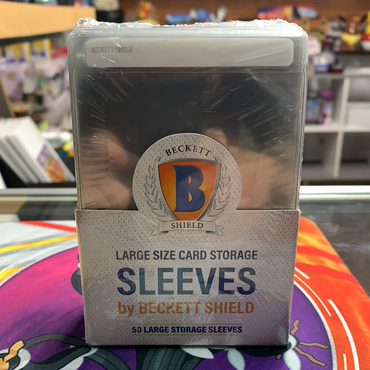 BECKETT SHIELD
BECKETT
B
SHIELD
LARGE SIZE CARD STORAGE
SLEEVES
by BECKETT SHIELD
50 LARGE STORAGE SLEEVES